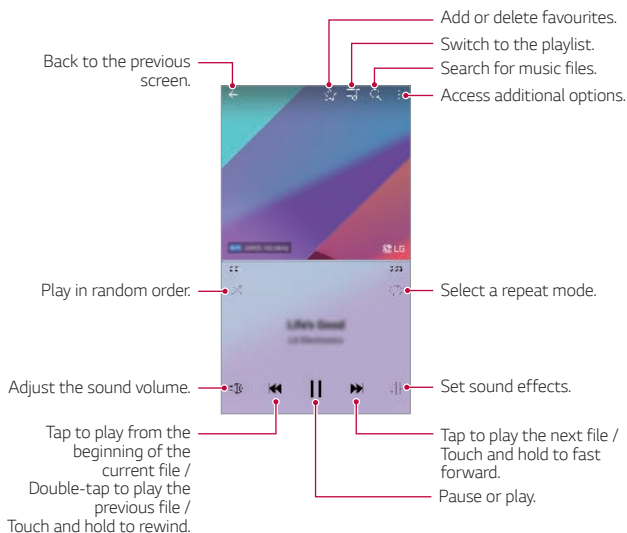 Add or delete favourites.
Switch to the playlist.
Back to the previous
screen.
Search for music files.
Access additional options.
LG
Play in random order.
Select a repeat mode.
Life's Good
LG Electronics
Adjust the sound volume.
Set sound effects.
Tap to play from the
beginning of the
current file /
Double-tap to play the
previous file /
Touch and hold to rewind.
Tap to play the next file /
Touch and hold to fast
forward.
Pause or play.